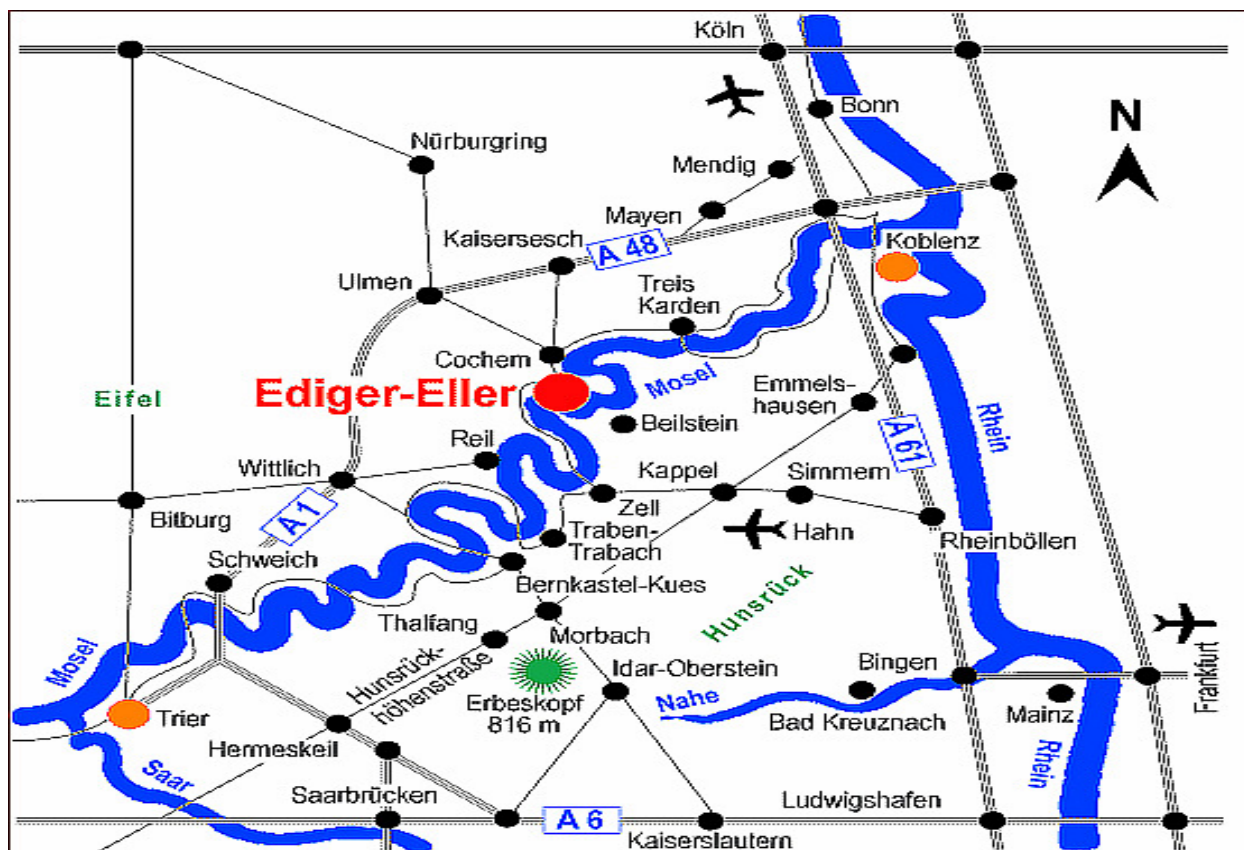 Köln
Bonn
N
Nürburgring
Mendig
Mayen
Kaisersesch
A 48
Koblenz
Ulmen
Treis
Karden
Cochem
Mosel
Ediger-Eller
Eifel
Emmels-
hausen
Rhein
Beilstein
A 61
Reil
Wittlich
Kappel
Simmern
Zell
Bitburg
A 1
Traben-
Trabach
Hahn
Rheinböllen
Schweich
Bernkastel-Kues
Hunsrück
Thalfang
Morbach
Mosel
Hunsrück-
höhenstraße
Idar-Oberstein
Bingen
Frankfurt
Erbeskopf
816 m
Nahe
Bad Kreuznach
Mainz
Trier
Hermeskeil
Saar
Rhein
Saarbrücken
A 6
Ludwigshafen
Kaiserslautern